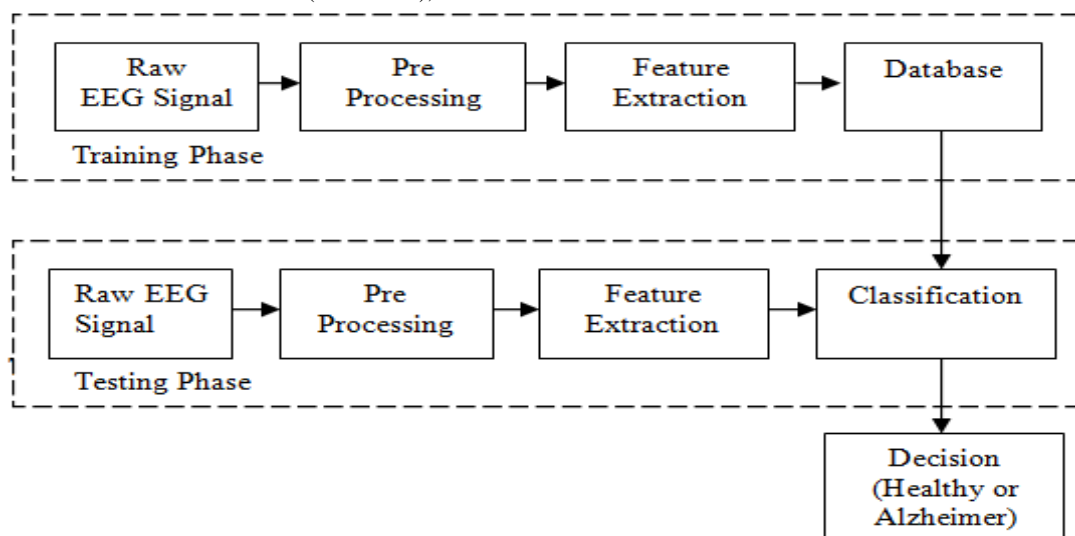 Raw
EEG Signal
Pre
Processing
Feature
Extraction
Database
Training Phase
Raw EEG
Signal
Pre
Processing
Feature
Extraction
Classification
Testing Phase
Decision
(Healthy or
Alzheimer)